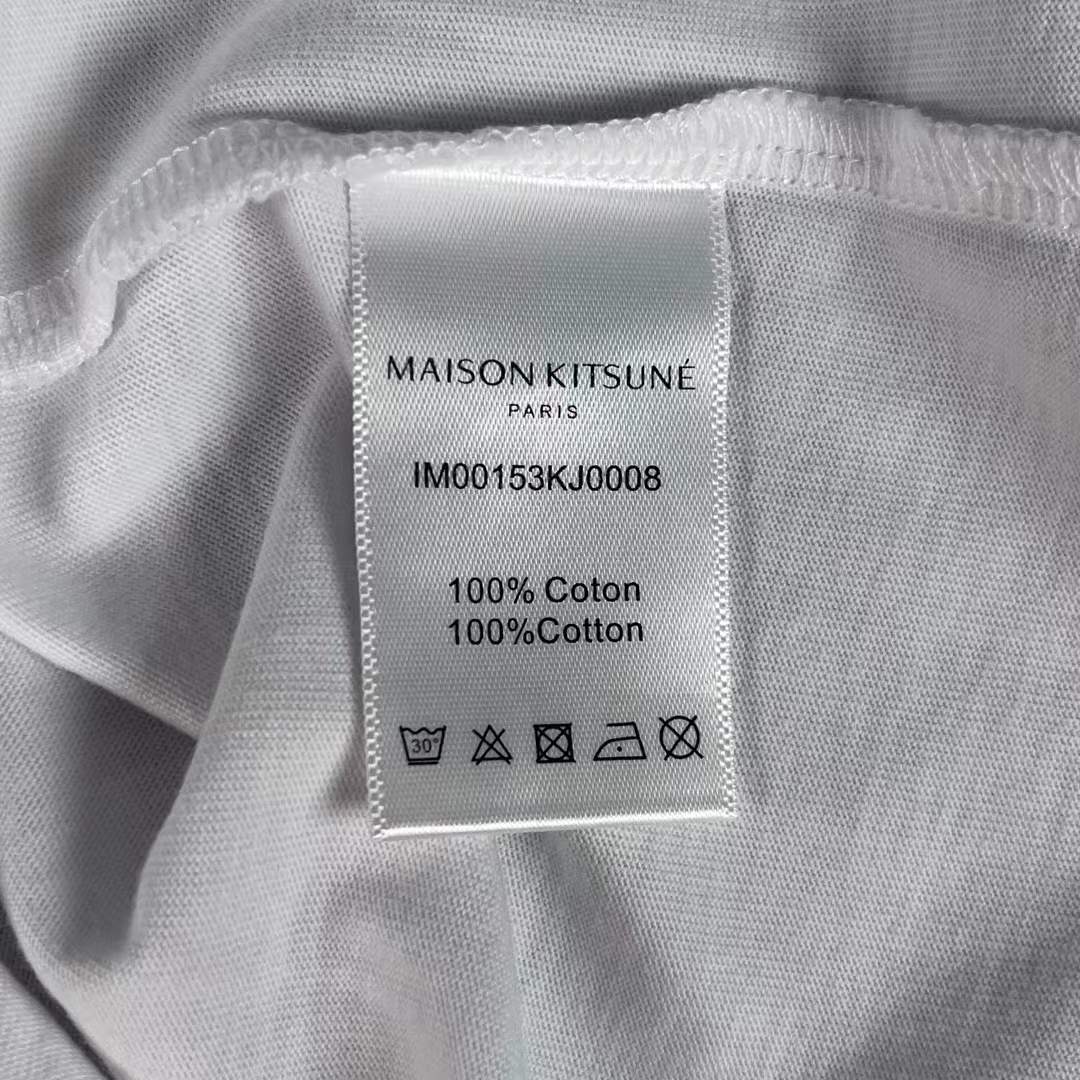 MAISON KITSUNÉ
PARIS
IM00153KJ0008
100% Coton
100%Cotton
30°